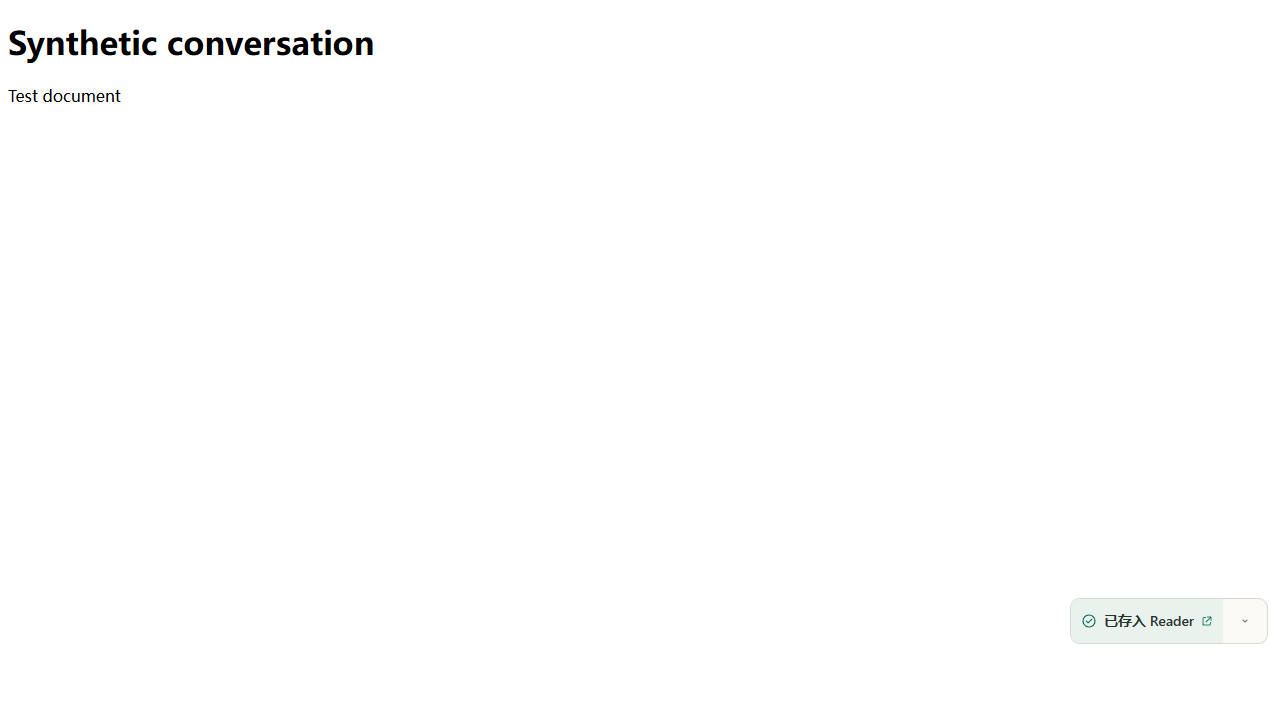 Synthetic conversation
Test document
已存入 Reader